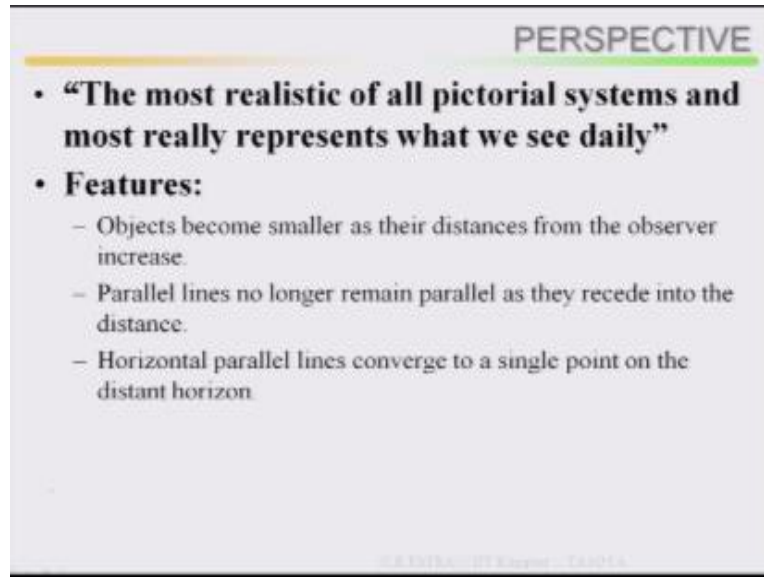 PERSPECTIVE
• “The most realistic of all pictorial systems and
most really represents what we see daily”
• Features:
– Objects become smaller as their distances from the observer
increase.
– Parallel lines no longer remain parallel as they recede into the
distance.
– Horizontal parallel lines converge to a single point on the
distant horizon.